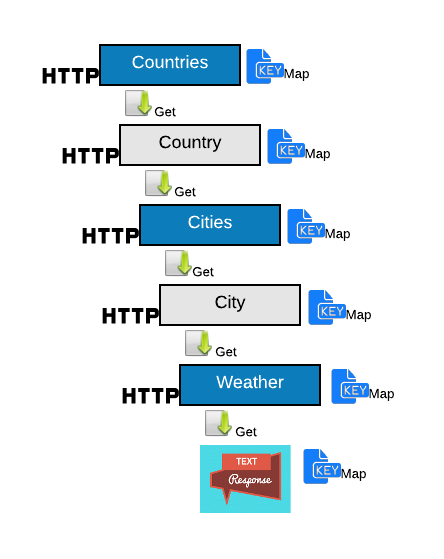 HTTP Countries KEY Map
Get
HTTP Country KEY Map
Get
HTTP Cities KEY Map
Get
HTTP City KEY Map
Get
HTTP Weather KEY Map
Get
TEXT
Response KEY Map